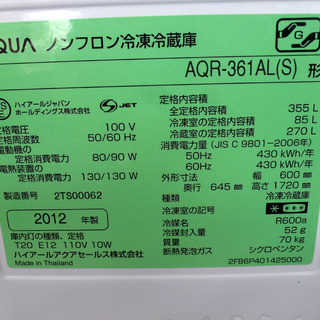 QUA ノンフロン冷凍冷蔵庫
G
AQR-361AL(S) 形
ハイアールジャパン
ホールディングス株式会社
JET
定格電圧 100 V
定格周波数 50/60 Hz
電動機の
定格消費電力 80/90 W
電熱装置の
定格消費電力 130/130 W
製造番号 2TS00062
2012 年製
庫内灯の種類、定格
T20 E12 110V 10W
ハイアールアクアセールス株式会社
Made in Thailand
定格内容積
全定格内容積 355 L
冷凍室の内容積 85 L
冷蔵室の内容積 270 L
消費電力量 (JIS C 9801-2006年)
50Hz 430 kWh/年
60Hz 430 kWh/年
外形寸法 幅 600 mm
奥行 645 mm 高さ 1720 mm
種類 冷凍冷蔵庫
冷凍室の記号
冷媒 R600a
冷媒封入量 52 g
質量 70 kg
断熱発泡ガス シクロペンタン
2FB6P401425000